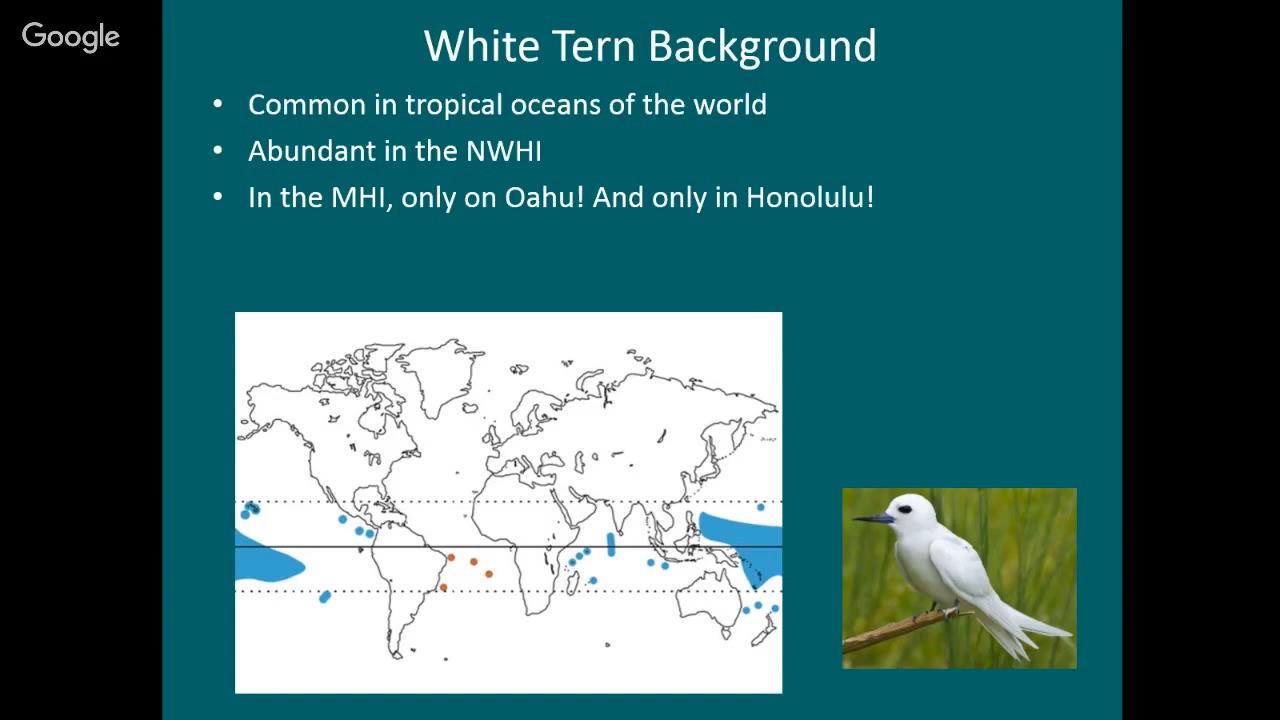 Google
White Tern Background
• Common in tropical oceans of the world
• Abundant in the NWHI
• In the MHI, only on Oahu! And only in Honolulu!